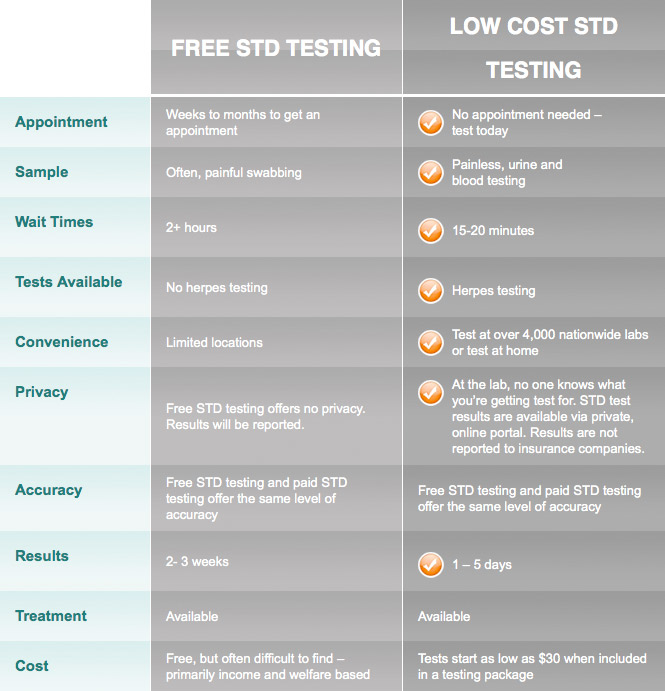 FREE STD TESTING
LOW COST STD
TESTING
Appointment
Weeks to months to get an
appointment
No appointment needed –
test today
Sample
Often, painful swabbing
Painless, urine and
blood testing
Wait Times
2+ hours
15-20 minutes
Tests Available
No herpes testing
Herpes testing
Convenience
Limited locations
Test at over 4,000 nationwide labs
or test at home
Privacy
Free STD testing offers no privacy.
Results will be reported.
At the lab, no one knows what
you're getting test for. STD test
results are available via private,
online portal. Results are not
reported to insurance companies.
Accuracy
Free STD testing and paid STD
testing offer the same level of
accuracy
Free STD testing and paid STD testing
offer the same level of accuracy
Results
2- 3 weeks
1 – 5 days
Treatment
Available
Available
Cost
Free, but often difficult to find –
primarily income and welfare based
Tests start as low as $30 when included
in a testing package